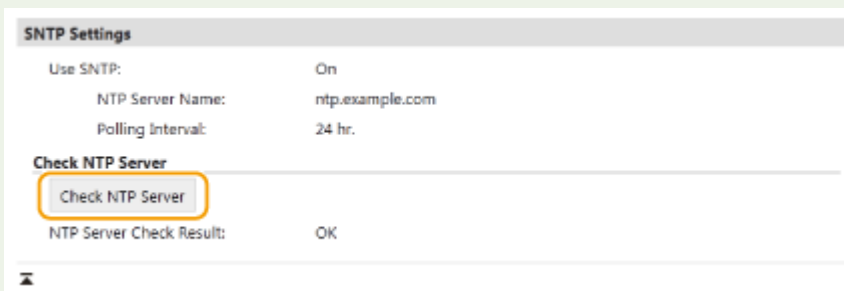 SNTP Settings
Use SNTP: On
NTP Server Name: ntp.example.com
Polling Interval: 24 hr.
Check NTP Server
Check NTP Server
NTP Server Check Result: OK